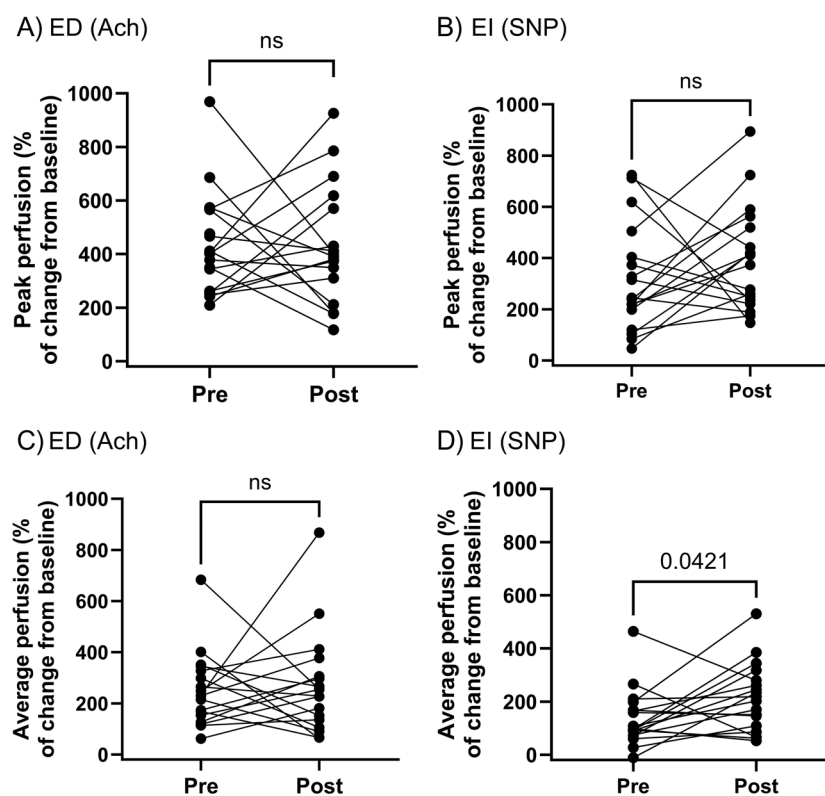 A) ED (Ach)
ns
Peak perfusion (%
of change from baseline)
1000
800
600
400
200
0
Pre
Post
B) EI (SNP)
ns
Peak perfusion (%
of change from baseline)
1000
800
600
400
200
0
Pre
Post
C) ED (Ach)
ns
Average perfusion (%
of change from baseline)
1000
800
600
400
200
0
Pre
Post
D) EI (SNP)
0.0421
Average perfusion (%
of change from baseline)
1000
800
600
400
200
0
Pre
Post